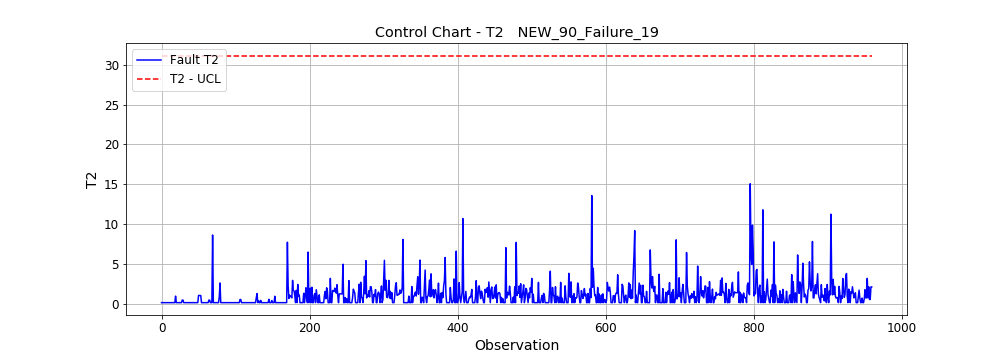 Control Chart - T2   NEW_90_Failure_19
Fault T2
T2 - UCL
30
25
20
15
10
5
0
T2
0 200 400 600 800 1000
Observation